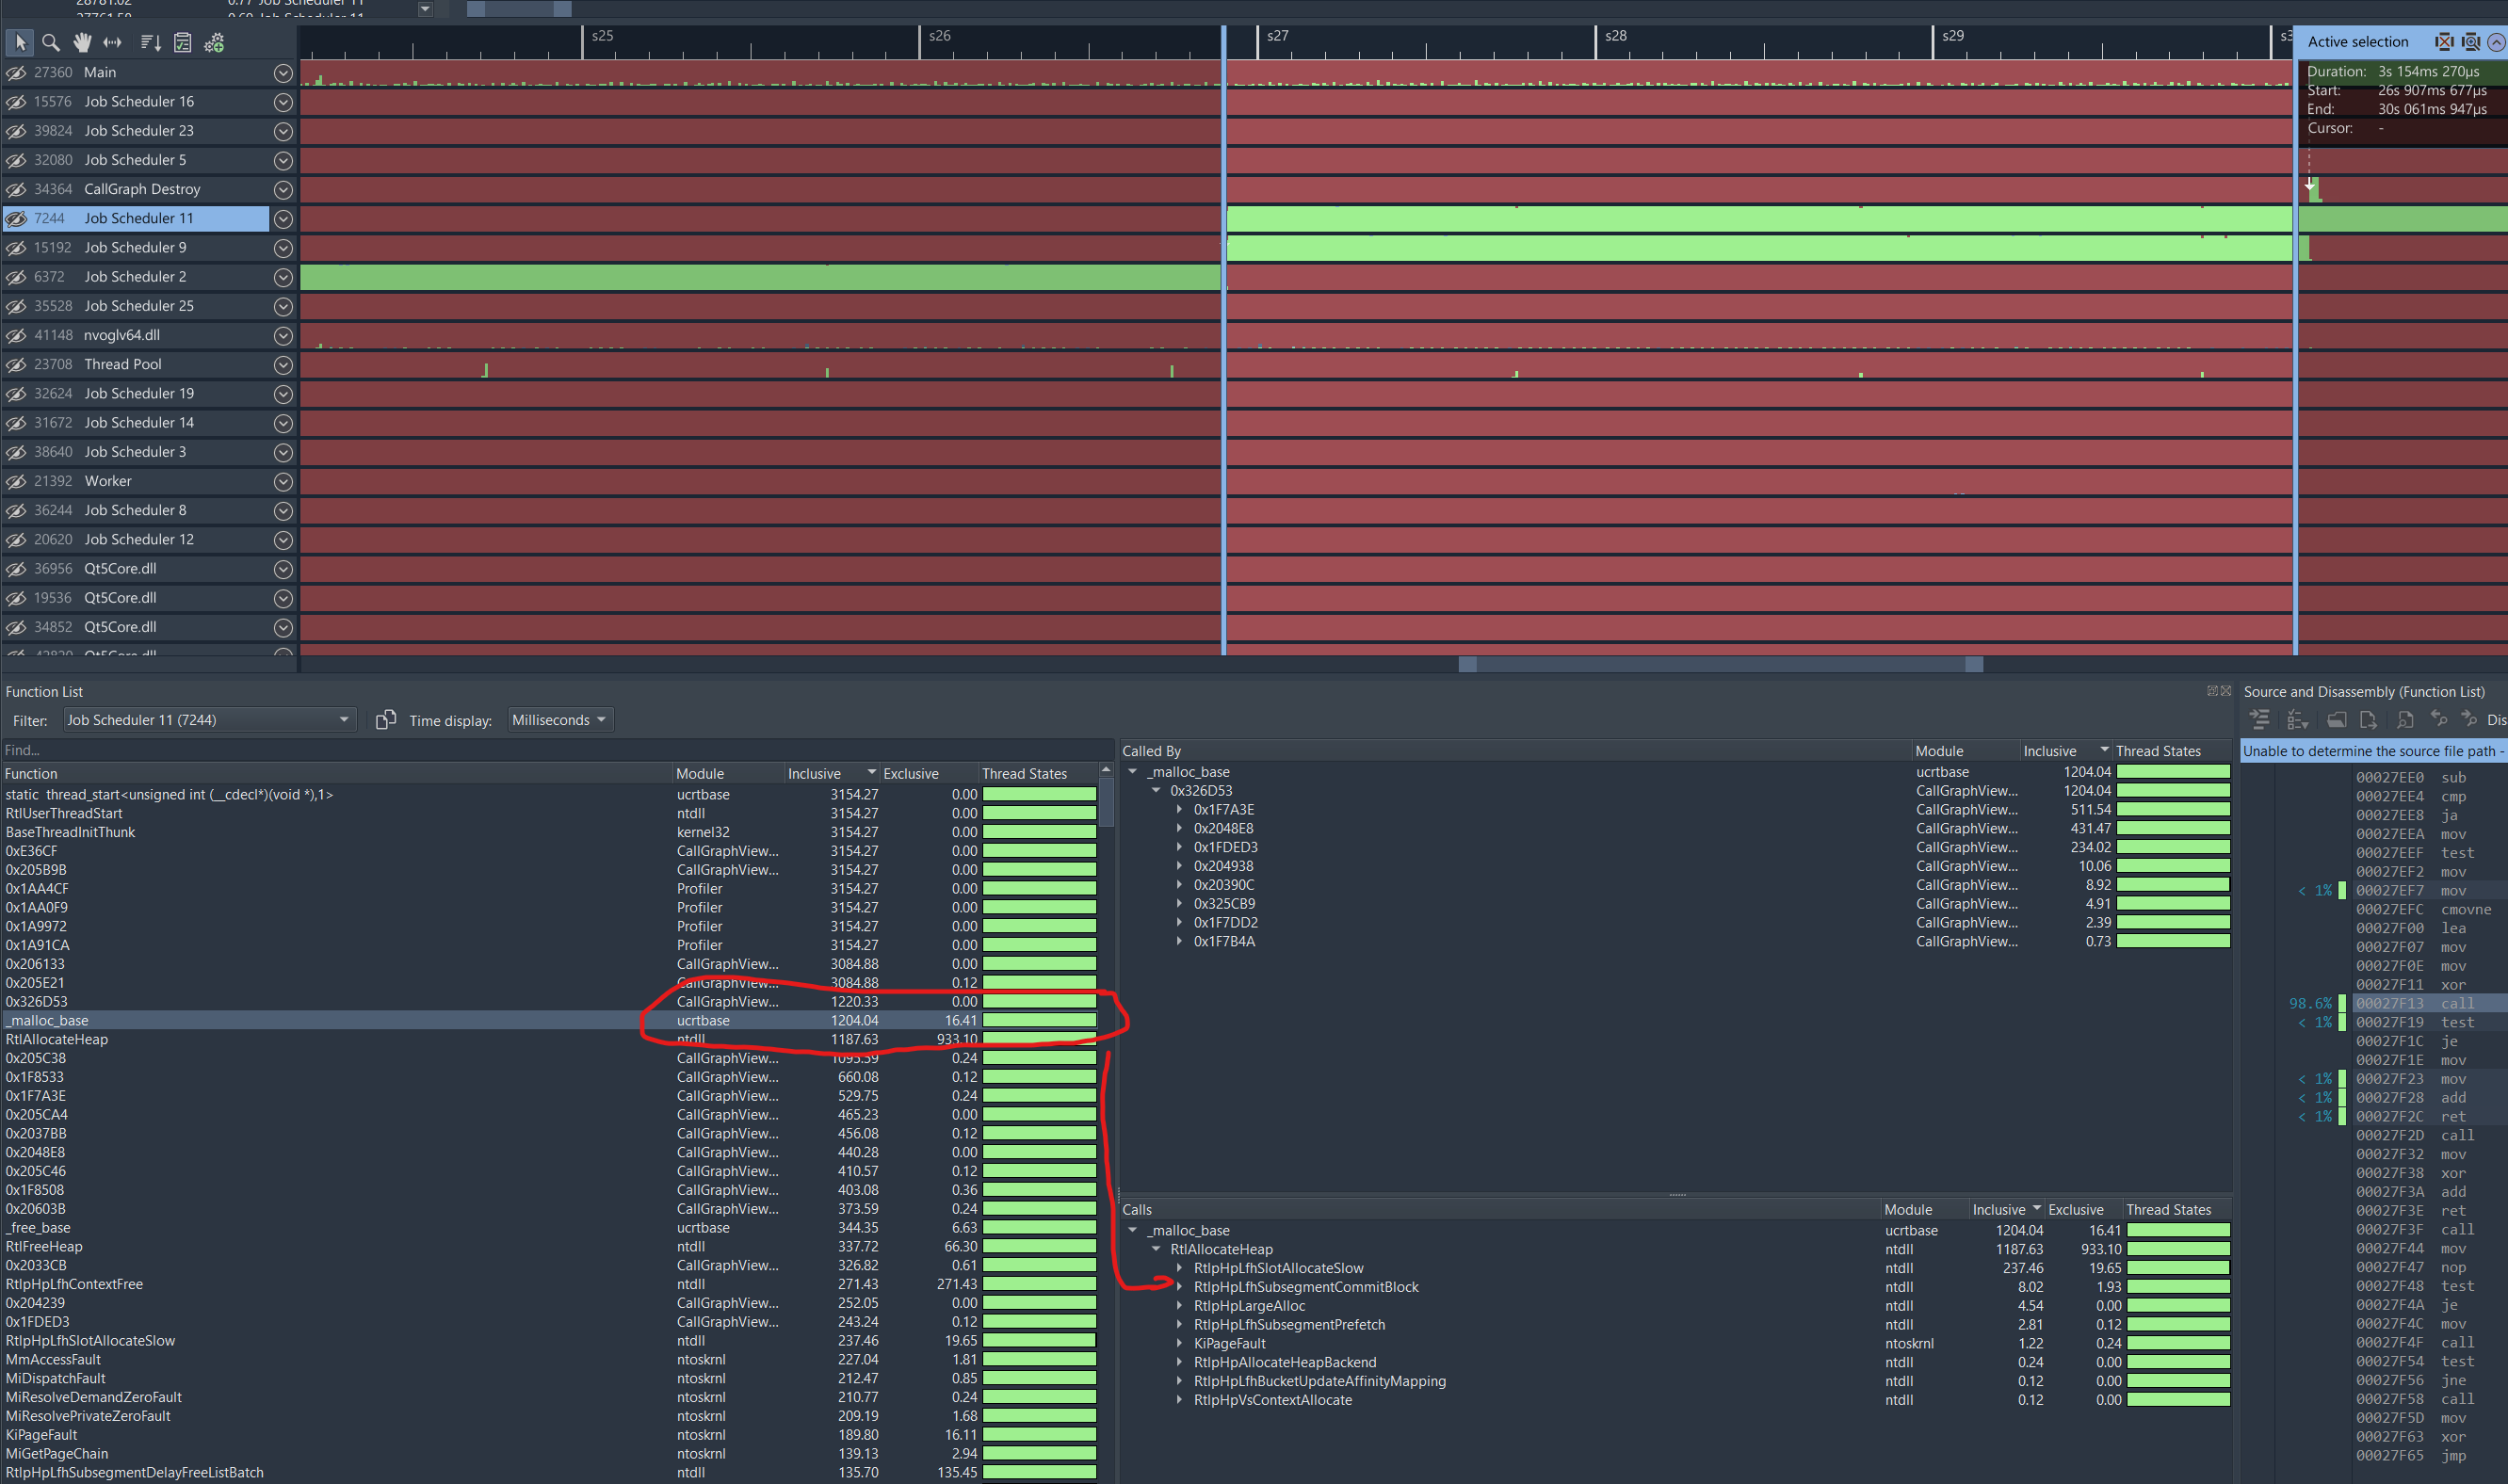 28781.02 0.77 Job Scheduler 11
27761.58 0.69 Job Scheduler 11
s25 s26 s27 s28 s29 s3
Active selection
Duration: 3s 154ms 270µs
Start: 26s 907ms 677µs
End: 30s 061ms 947µs
Cursor: -
27360 Main
15576 Job Scheduler 16
39824 Job Scheduler 23
32080 Job Scheduler 5
34364 CallGraph Destroy
7244 Job Scheduler 11
15192 Job Scheduler 9
6372 Job Scheduler 2
35528 Job Scheduler 25
41148 nvoglv64.dll
23708 Thread Pool
32624 Job Scheduler 19
31672 Job Scheduler 14
38640 Job Scheduler 3
21392 Worker
36244 Job Scheduler 8
20620 Job Scheduler 12
36956 Qt5Core.dll
19536 Qt5Core.dll
34852 Qt5Core.dll
Qt5Core.dll
Function List
Filter: Job Scheduler 11 (7244) Time display: Milliseconds
Find...
Function Module Inclusive Exclusive Thread States
static thread_start<unsigned int (__cdecl*)(void *),1> ucrtbase 3154.27 0.00
RtlUserThreadStart ntdll 3154.27 0.00
BaseThreadInitThunk kernel32 3154.27 0.00
0xE36CF CallGraphView... 3154.27 0.00
0x205B9B CallGraphView... 3154.27 0.00
0x1AA4CF Profiler 3154.27 0.00
0x1AA0F9 Profiler 3154.27 0.00
0x1A9972 Profiler 3154.27 0.00
0x1A91CA Profiler 3154.27 0.00
0x206133 CallGraphView... 3084.88 0.00
0x205E21 CallGraphView... 3084.88 0.12
0x326D53 CallGraphView... 1220.33 0.00
_malloc_base ucrtbase 1204.04 16.41
RtlAllocateHeap ntdll 1187.63 933.10
0x205C38 CallGraphView... 1095.59 0.24
0x1F8533 CallGraphView... 660.08 0.12
0x1F7A3E CallGraphView... 529.75 0.24
0x205CA4 CallGraphView... 465.23 0.00
0x2037BB CallGraphView... 456.08 0.12
0x2048E8 CallGraphView... 440.28 0.00
0x205C46 CallGraphView... 410.57 0.12
0x1F8508 CallGraphView... 403.08 0.36
0x20603B CallGraphView... 373.59 0.24
_free_base ucrtbase 344.35 6.63
RtlFreeHeap ntdll 337.72 66.30
0x2033CB CallGraphView... 326.82 0.61
RtlpHpLfhContextFree ntdll 271.43 271.43
0x204239 CallGraphView... 252.05 0.00
0x1FDED3 CallGraphView... 243.24 0.12
RtlpHpLfhSlotAllocateSlow ntdll 237.46 19.65
MmAccessFault ntoskrnl 227.04 1.81
MiDispatchFault ntoskrnl 212.47 0.85
MiResolveDemandZeroFault ntoskrnl 210.77 0.24
MiResolvePrivateZeroFault ntoskrnl 209.19 1.68
KiPageFault ntoskrnl 189.80 16.11
MiGetPageChain ntoskrnl 139.13 2.94
RtlpHpLfhSubsegmentDelayFreeListBatch ntdll 135.70 135.45
Called By Module Inclusive Thread States
_malloc_base ucrtbase 1204.04
0x326D53 CallGraphView... 1204.04
0x1F7A3E CallGraphView... 511.54
0x2048E8 CallGraphView... 431.47
0x1FDED3 CallGraphView... 234.02
0x204938 CallGraphView... 10.06
0x20390C CallGraphView... 8.92
0x325CB9 CallGraphView... 4.91
0x1F7DD2 CallGraphView... 2.39
0x1F7B4A CallGraphView... 0.73
Calls Module Inclusive Exclusive Thread States
_malloc_base ucrtbase 1204.04 16.41
RtlAllocateHeap ntdll 1187.63 933.10
RtlpHpLfhSlotAllocateSlow ntdll 237.46 19.65
RtlpHpLfhSubsegmentCommitBlock ntdll 8.02 1.93
RtlpHpLargeAlloc ntdll 4.54 0.00
RtlpHpLfhSubsegmentPrefetch ntdll 2.81 0.12
KiPageFault ntoskrnl 1.22 0.24
RtlpHpAllocateHeapBackend ntdll 0.24 0.00
RtlpHpLfhBucketUpdateAffinityMapping ntdll 0.12 0.00
RtlpHpVsContextAllocate ntdll 0.12 0.00
Source and Disassembly (Function List)
Dis
Unable to determine the source file path -
00027EE0 sub
00027EE4 cmp
00027EE8 ja
00027EEA mov
00027EEF test
00027EF2 mov
< 1% 00027EF7 mov
00027EFC cmovne
00027F00 lea
00027F07 mov
00027F0E mov
00027F11 xor
98.6% 00027F13 call
< 1% 00027F19 test
00027F1C je
00027F1E mov
< 1% 00027F23 mov
< 1% 00027F28 add
< 1% 00027F2C ret
00027F2D call
00027F32 mov
00027F38 xor
00027F3A add
00027F3E ret
00027F3F call
00027F44 mov
00027F47 nop
00027F48 test
00027F4A je
00027F4C mov
00027F4F call
00027F54 test
00027F56 jne
00027F58 call
00027F5D mov
00027F63 xor
00027F65 jmp